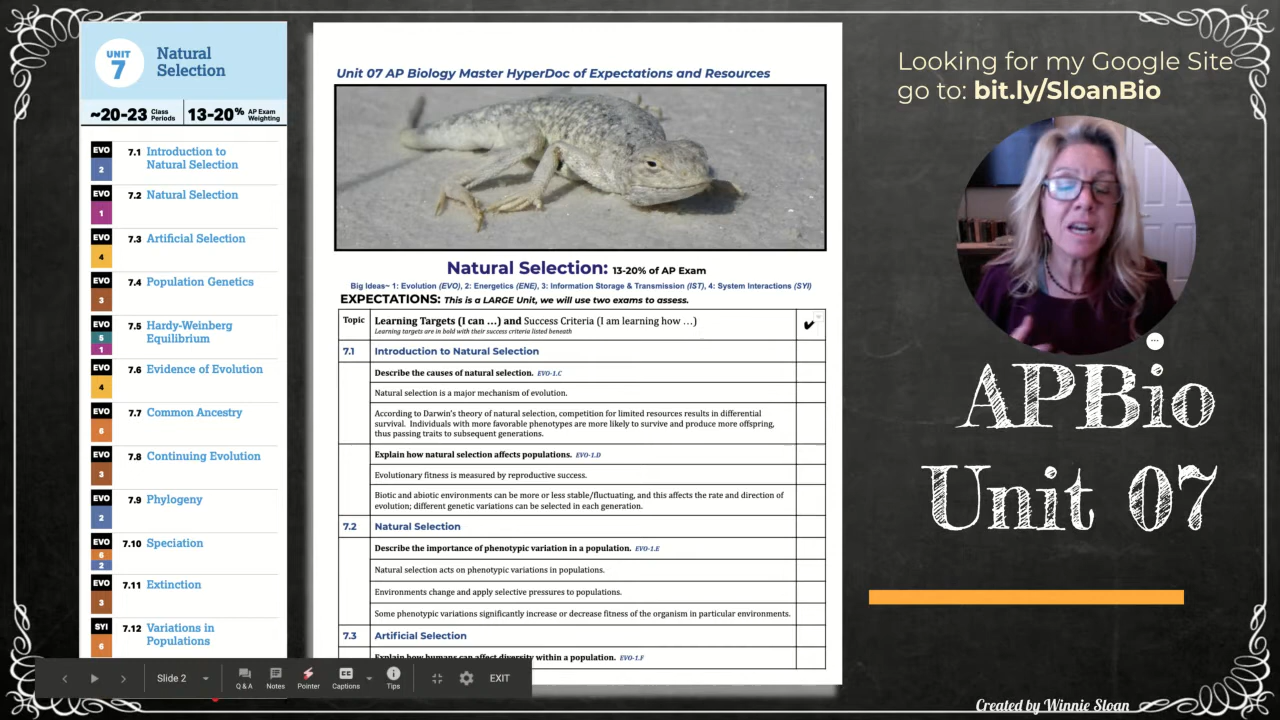 UNIT
7
Natural
Selection
~20-23 Class Periods
13-20% AP Exam Weighting
EVO
2
7.1 Introduction to
Natural Selection
EVO
1
7.2 Natural Selection
EVO
4
7.3 Artificial Selection
EVO
3
7.4 Population Genetics
EVO
5
1
7.5 Hardy-Weinberg
Equilibrium
EVO
4
7.6 Evidence of Evolution
EVO
6
7.7 Common Ancestry
EVO
3
7.8 Continuing Evolution
EVO
2
7.9 Phylogeny
EVO
6
2
7.10 Speciation
EVO
3
7.11 Extinction
SYI
6
7.12 Variations in
Populations
Unit 07 AP Biology Master HyperDoc of Expectations and Resources
Natural Selection: 13-20% of AP Exam
Big Ideas~ 1: Evolution (EVO), 2: Energetics (ENE), 3: Information Storage & Transmission (IST), 4: System Interactions (SYI)
EXPECTATIONS: This is a LARGE Unit, we will use two exams to assess.
Topic
Learning Targets (I can ...) and Success Criteria (I am learning how ...)
Learning targets are in bold with their success criteria listed beneath
✔
7.1 Introduction to Natural Selection
Describe the causes of natural selection. EVO-1.C
Natural selection is a major mechanism of evolution.
According to Darwin's theory of natural selection, competition for limited resources results in differential
survival. Individuals with more favorable phenotypes are more likely to survive and produce more offspring,
thus passing traits to subsequent generations.
Explain how natural selection affects populations. EVO-1.D
Evolutionary fitness is measured by reproductive success.
Biotic and abiotic environments can be more or less stable/fluctuating, and this affects the rate and direction of
evolution; different genetic variations can be selected in each generation.
7.2 Natural Selection
Describe the importance of phenotypic variation in a population. EVO-1.E
Natural selection acts on phenotypic variations in populations.
Environments change and apply selective pressures to populations.
Some phenotypic variations significantly increase or decrease fitness of the organism in particular environments.
7.3 Artificial Selection
Explain how humans can affect diversity within a population. EVO-1.F
Looking for my Google Site
go to: bit.ly/SloanBio
APBio
Unit 07
Created by Winnie Sloan
Slide 2
Q & A
Notes
Pointer
CC
Captions
Tips
EXIT